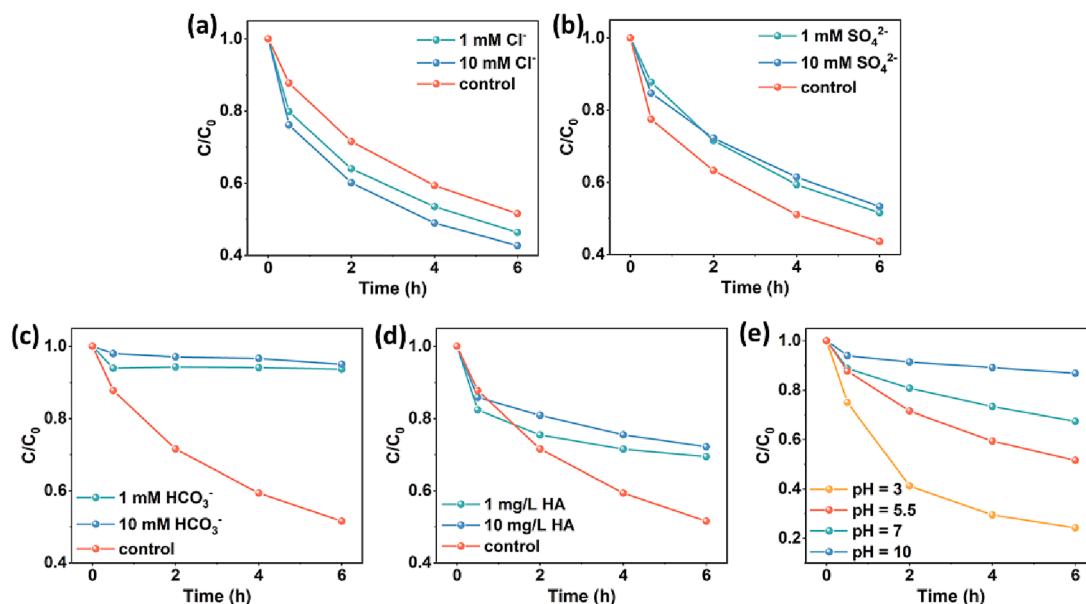 (a)
1.0
0.8
0.6
0.4
C/C₀
0
2
4
6
Time (h)
1 mM Cl⁻
10 mM Cl⁻
control
(b)
1.0
0.8
0.6
0.4
C/C₀
0
2
4
6
Time (h)
1 mM SO₄²⁻
10 mM SO₄²⁻
control
(c)
1.0
0.8
0.6
0.4
C/C₀
0
2
4
6
Time (h)
1 mM HCO₃⁻
10 mM HCO₃⁻
control
(d)
1.0
0.8
0.6
0.4
C/C₀
0
2
4
6
Time (h)
1 mg/L HA
10 mg/L HA
control
(e)
1.0
0.8
0.6
0.4
0.2
C/C₀
0
2
4
6
Time (h)
pH = 3
pH = 5.5
pH = 7
pH = 10